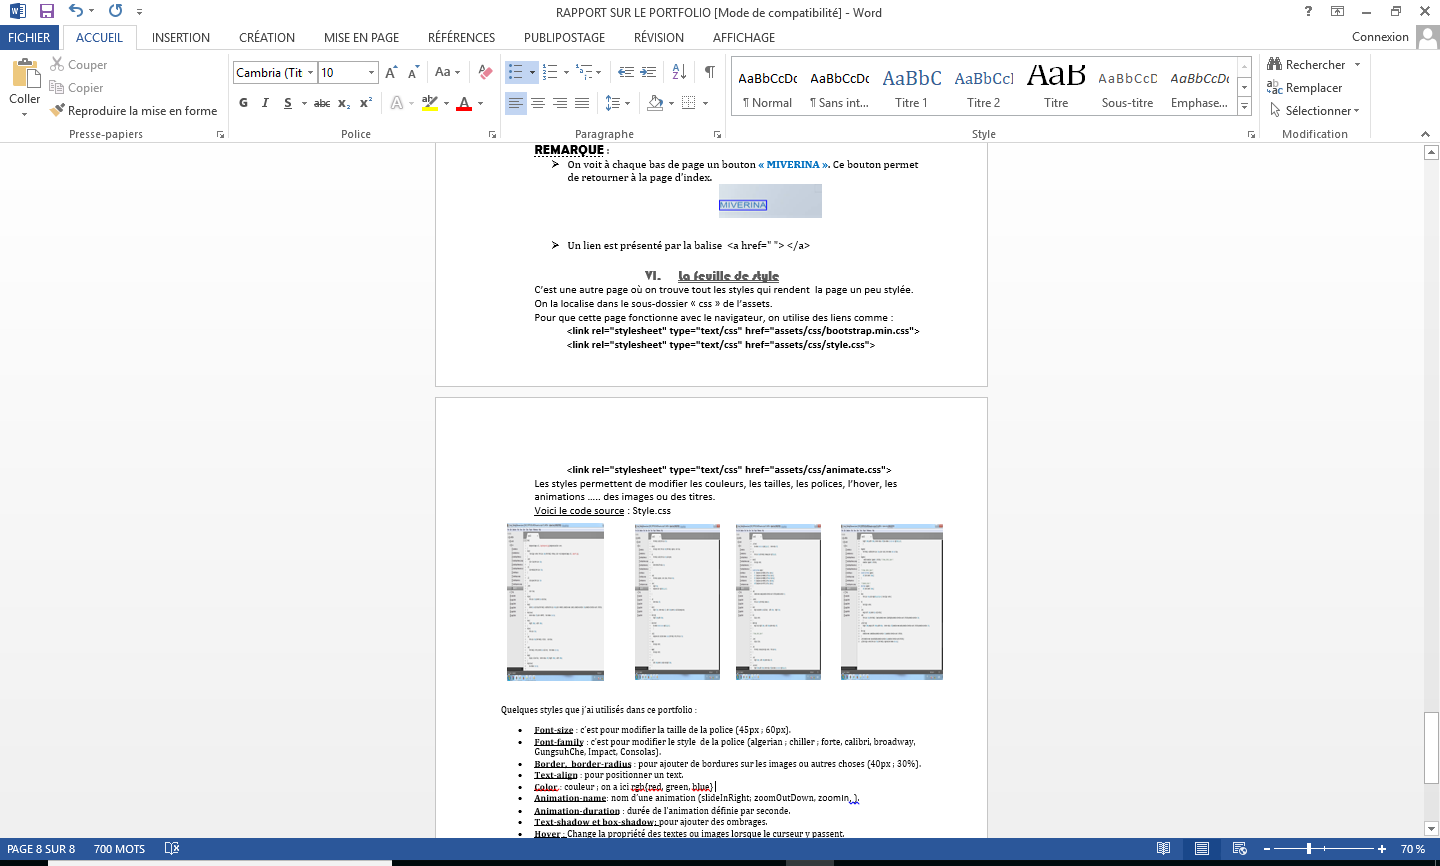 RAPPORT SUR LE PORTFOLIO [Mode de compatibilité] - Word
FICHIER ACCUEIL INSERTION CRÉATION MISE EN PAGE RÉFÉRENCES PUBLIPOSTAGE RÉVISION AFFICHAGE Connexion
Coller
Couper
Copier
Reproduire la mise en forme
Presse-papiers
Cambria (Tit 10
G I S abc x₂ x²
Police
Paragraphe
AaBbCcDc AaBbCcDc AaBbC AaBbCcI AaB AaBbCcD AaBbCcDc
¶ Normal ¶ Sans int... Titre 1 Titre 2 Titre Sous-titre Emphase...
Style
Rechercher
Remplacer
Sélectionner
Modification
REMARQUE :
On voit à chaque bas de page un bouton « MIVERINA ». Ce bouton permet
de retourner à la page d'index.
MIVERINA
Un lien est présenté par la balise <a href=" "> </a>
VI. La feuille de style
C'est une autre page où on trouve tout les styles qui rendent la page un peu stylée.
On la localise dans le sous-dossier « css » de l'assets.
Pour que cette page fonctionne avec le navigateur, on utilise des liens comme :
<link rel="stylesheet" type="text/css" href="assets/css/bootstrap.min.css">
<link rel="stylesheet" type="text/css" href="assets/css/style.css">
<link rel="stylesheet" type="text/css" href="assets/css/animate.css">
Les styles permettent de modifier les couleurs, les tailles, les polices, l'hover, les
animations ..... des images ou des titres.
Voici le code source : Style.css
Quelques styles que j'ai utilisés dans ce portfolio :
• Font-size : c'est pour modifier la taille de la police (45px ; 60px).
• Font-family : c'est pour modifier le style de la police (algerian ; chiller ; forte, calibri, broadway,
GungsuhChe, Impact, Consolas).
• Border, border-radius : pour ajouter de bordures sur les images ou autres choses (40px ; 30%).
• Text-align : pour positionner un text.
• Color : couleur ; on a ici rgb(red, green, blue)
• Animation-name: nom d'une animation (slideInRight; zoomOutDown, zoomIn, ).
• Animation-duration : durée de l'animation définie par seconde.
• Text-shadow et box-shadow: pour ajouter des ombrages.
• Hover : Change la propriété des textes ou images lorsque le curseur y passent.
PAGE 8 SUR 8 700 MOTS 70 %